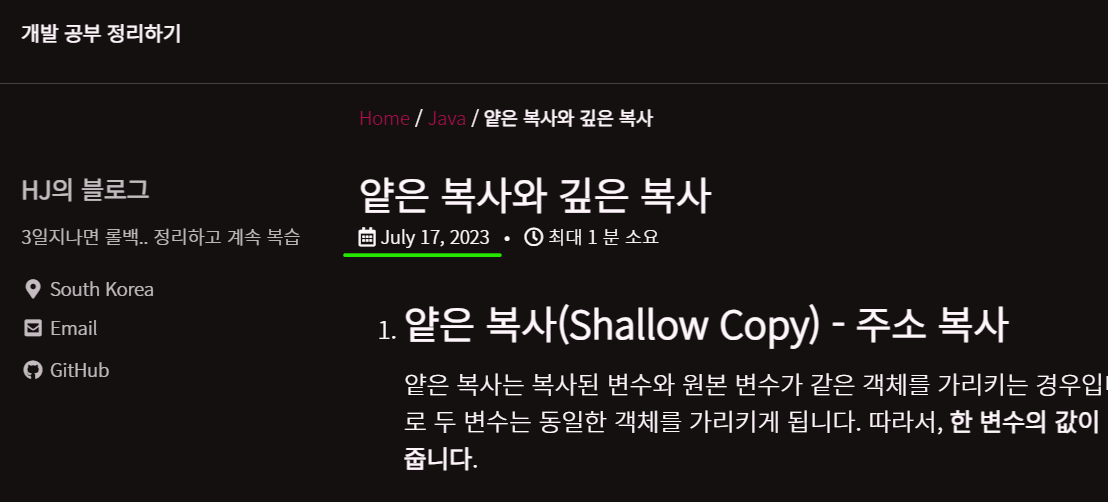 개발 공부 정리하기
Home / Java / 얕은 복사와 깊은 복사
HJ의 블로그
3일지나면 롤백.. 정리하고 계속 복습
South Korea
Email
GitHub
얕은 복사와 깊은 복사
July 17, 2023 • 최대 1 분 소요
1. 얕은 복사(Shallow Copy) - 주소 복사
얕은 복사는 복사된 변수와 원본 변수가 같은 객체를 가리키는 경우입
로 두 변수는 동일한 객체를 가리키게 됩니다. 따라서, 한 변수의 값이
줍니다.